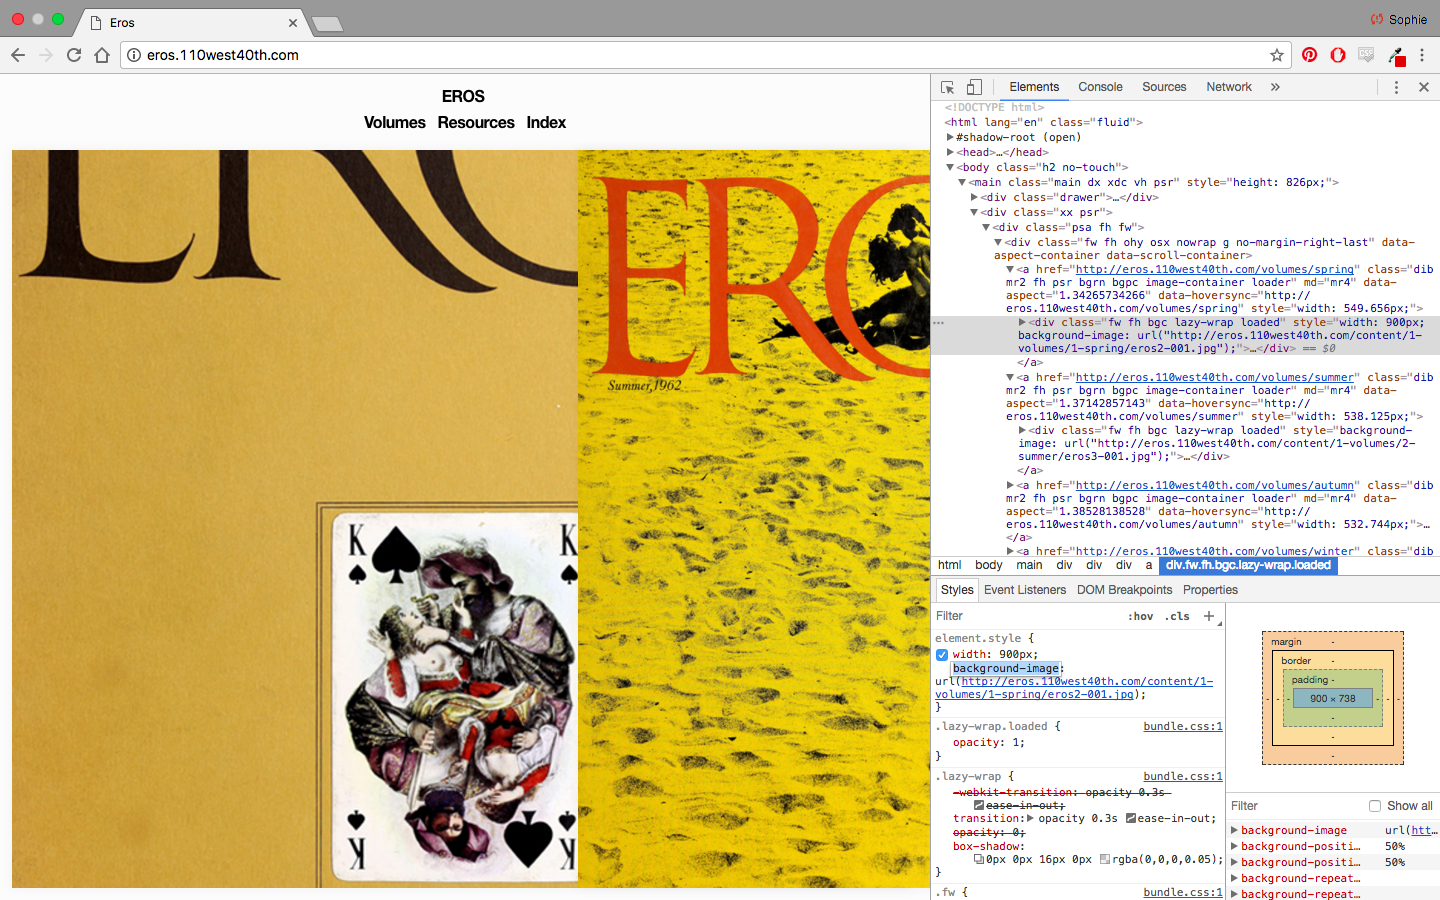 Eros
Sophie
eros.110west40th.com
EROS
Volumes Resources Index
ERO
ERO
Summer, 1962
K
K
K
K
Elements Console Sources Network »
<!DOCTYPE html>
<html lang="en" class="fluid">
#shadow-root (open)
<head>…</head>
<body class="h2 no-touch">
<main class="main dx xdc vh psr" style="height: 826px;">
<div class="drawer">…</div>
<div class="xx psr">
<div class="psa fh fw">
<div class="fw fh ohy osx nowrap g no-margin-right-last" data-
aspect-container data-scroll-container>
<a href="http://eros.110west40th.com/volumes/spring" class="dib
mr2 fh psr bgrn bgpc image-container loader" md="mr4" data-
aspect="1.34265734266" data-hoversync="http://
eros.110west40th.com/volumes/spring" style="width: 549.656px;">
<div class="fw fh bgc lazy-wrap loaded" style="width: 900px;
background-image: url("http://eros.110west40th.com/content/1-
volumes/1-spring/eros2-001.jpg");">…</div> == $0
</a>
<a href="http://eros.110west40th.com/volumes/summer" class="dib
mr2 fh psr bgrn bgpc image-container loader" md="mr4" data-
aspect="1.37142857143" data-hoversync="http://
eros.110west40th.com/volumes/summer" style="width: 538.125px;">
<div class="fw fh bgc lazy-wrap loaded" style="background-
image: url("http://eros.110west40th.com/content/1-volumes/2-
summer/eros3-001.jpg");">…</div>
</a>
<a href="http://eros.110west40th.com/volumes/autumn" class="dib
mr2 fh psr bgrn bgpc image-container loader" md="mr4" data-
aspect="1.38528138528" data-hoversync="http://
eros.110west40th.com/volumes/autumn" style="width: 532.744px;">…
</a>
<a href="http://eros.110west40th.com/volumes/winter" class="dib
html body main div div div a div.fw.fh.bgc.lazy-wrap.loaded
Styles Event Listeners DOM Breakpoints Properties
Filter :hov .cls +
element.style {
width: 900px;
background-image:
url(http://eros.110west40th.com/content/1-
volumes/1-spring/eros2-001.jpg);
}
.lazy-wrap.loaded { bundle.css:1
opacity: 1;
}
.lazy-wrap { bundle.css:1
-webkit-transition: opacity 0.3s
ease-in-out;
transition: opacity 0.3s ease-in-out;
opacity: 0;
box-shadow:
0px 0px 16px 0px rgba(0,0,0,0.05);
}
.fw { bundle.css:1
margin -
border -
padding -
- - - 900 × 738 - - -
-
-
-
Filter Show all
background-image url(htt…
background-positi… 50%
background-positi… 50%
background-repeat…
background-repeat…